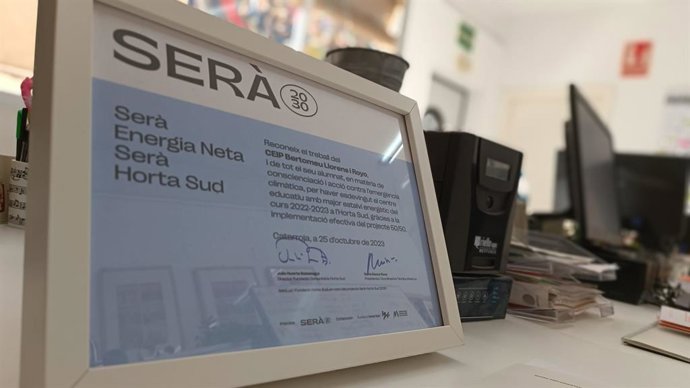 SERÀ
20
30
Serà
Energia Neta
Serà
Horta Sud
Reconeix el treball del
CEIP Bertomeu Llorens i Royo,
i de tot el seu alumnat, en matèria de
conscienciació i acció contra l'emergència
climàtica, per haver esdevingut el centre
educatiu amb major estalvi energètic del
curs 2022-2023 a l'Horta Sud, gràcies a la
implementació efectiva del projecte 50/50.
Catarroja, a 25 d'octubre de 2023
SERÀ